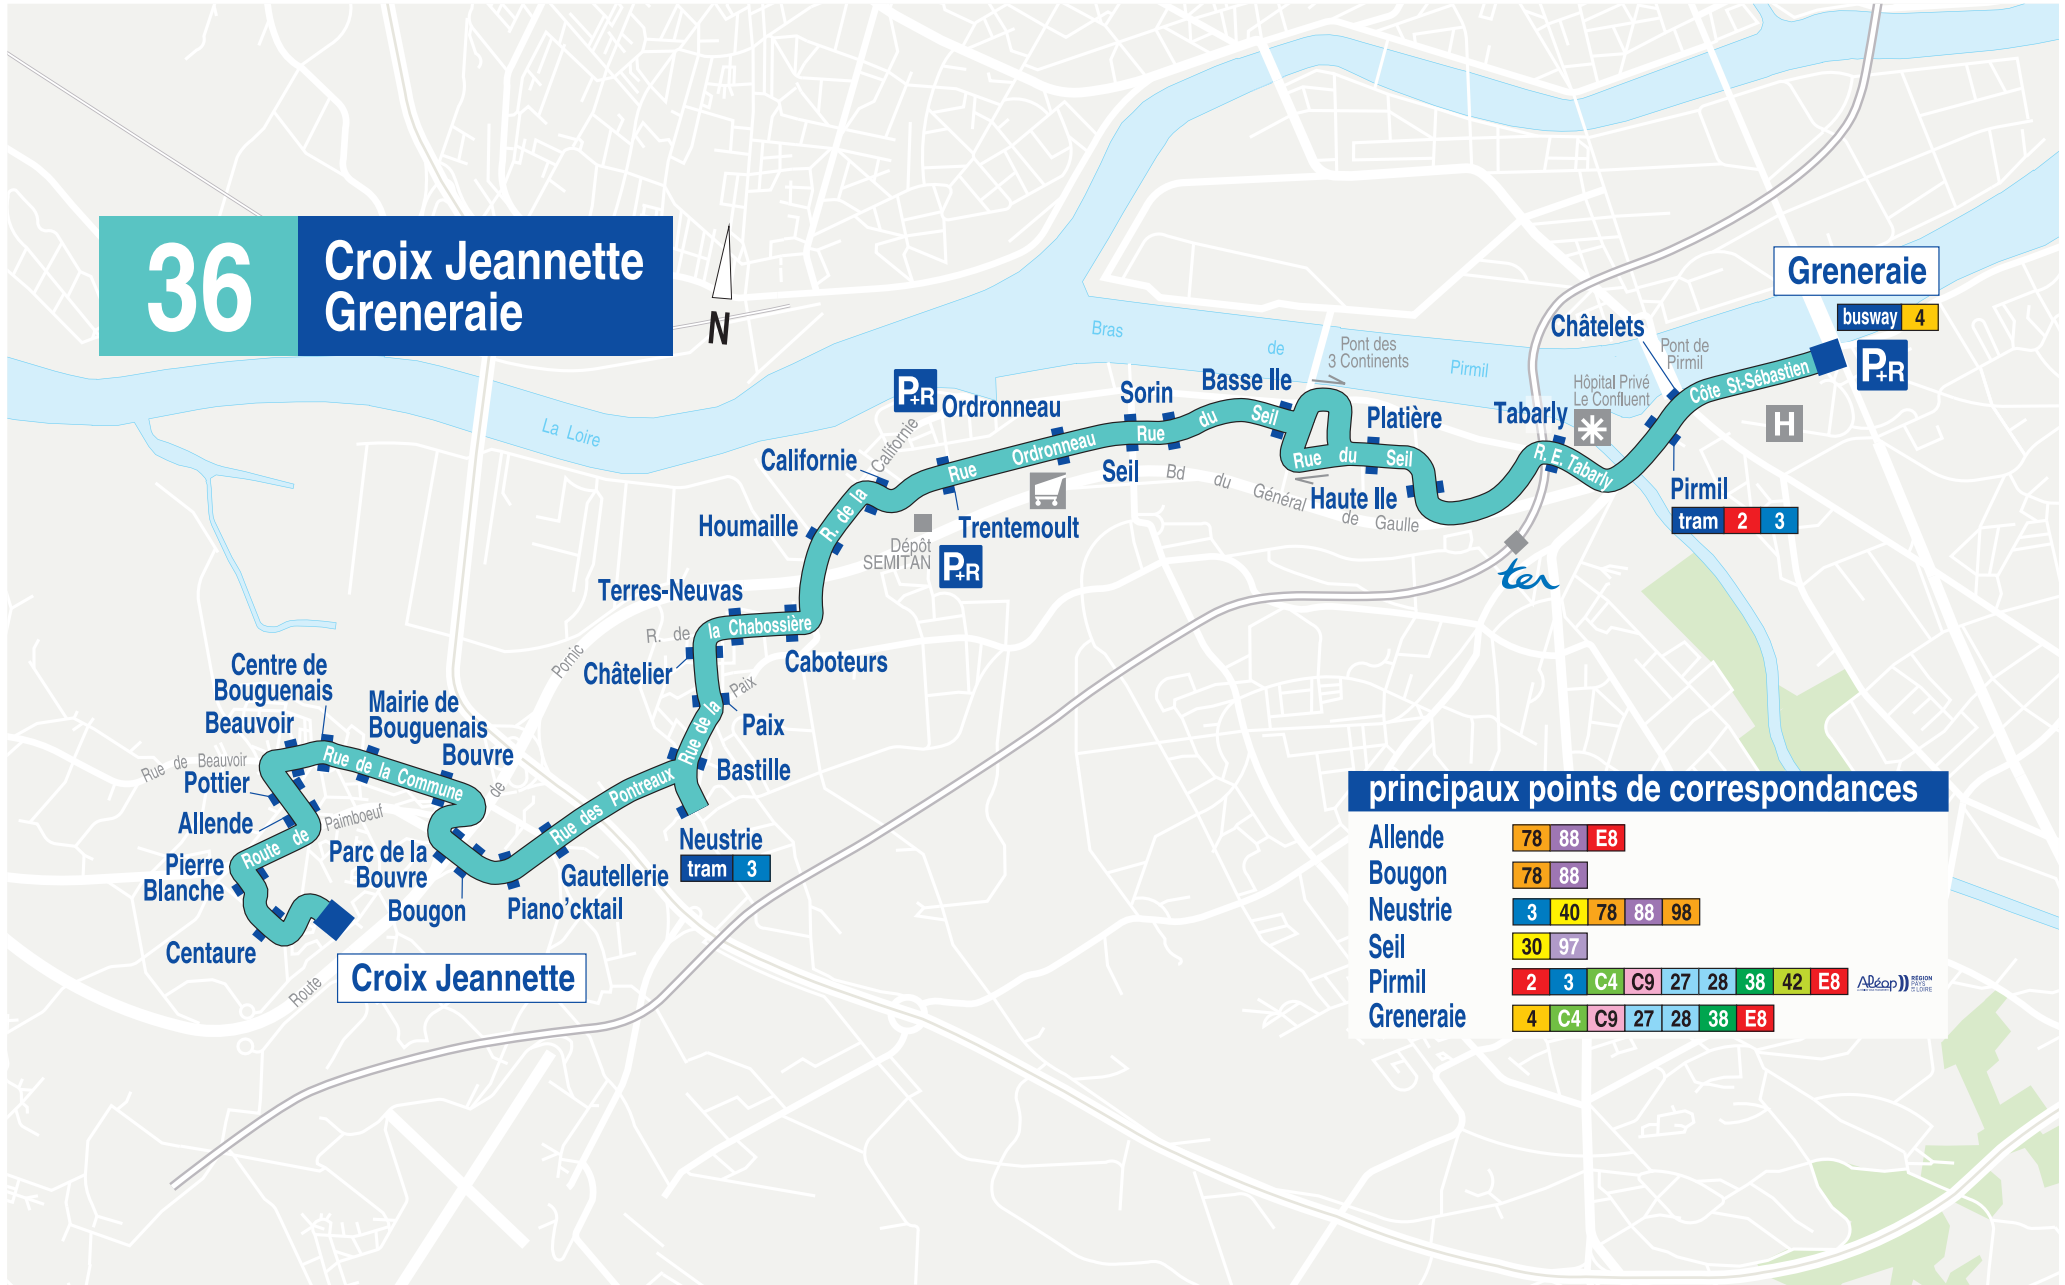 36
Croix Jeannette
Greneraie
N
Greneraie
busway 4
P+R
Châtelets
Pont de
Pirmil
Côte St-Sébastien
H
Hôpital Privé
Le Confluent
Tabarly
R. E. Tabarly
Pirmil
tram 2 3
ter
Bras de Pirmil
Pont des
3 Continents
Basse Ile
Platière
Haute Ile
Rue du Seil
Rue du Seil
Sorin
Seil
Bd du Général de Gaulle
P+R
Ordronneau
Rue Ordronneau
Trentemoult
Dépôt
SEMITAN
P+R
La Loire
Californie
Californie
R. de la
Houmaille
Terres-Neuvas
R. de
la Chabossière
Caboteurs
Châtelier
Paix
Paix
Rue de la
Bastille
Neustrie
tram 3
Rue des Pontreaux
Gautellerie
Piano'cktail
Bougon
Parc de la
Bouvre
Bouvre
Mairie de
Bouguenais
Centre de
Bouguenais
Beauvoir
Rue de la Commune
Rue de Beauvoir
Pottier
Allende
Paimboeuf
Route de
Pierre
Blanche
Centaure
Croix Jeannette
Route
de
Pornic
principaux points de correspondances
Allende 78 88 E8
Bougon 78 88
Neustrie 3 40 78 88 98
Seil 30 97
Pirmil 2 3 C4 C9 27 28 38 42 E8 Aléop RÉGION PAYS DE LA LOIRE
Greneraie 4 C4 C9 27 28 38 E8